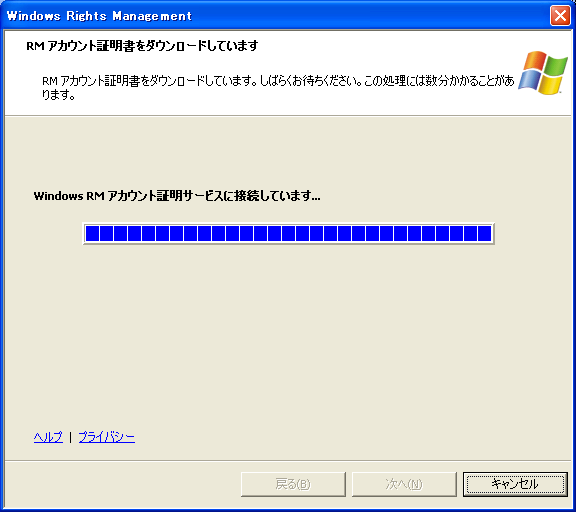 Windows Rights Management
RM アカウント証明書をダウンロードしています
RM アカウント証明書をダウンロードしています。しばらくお待ちください。この処理には数分かかることがあ
ります。
Windows RM アカウント証明サービスに接続しています...
ヘルプ | プライバシー
戻る(B) 次へ(N) キャンセル